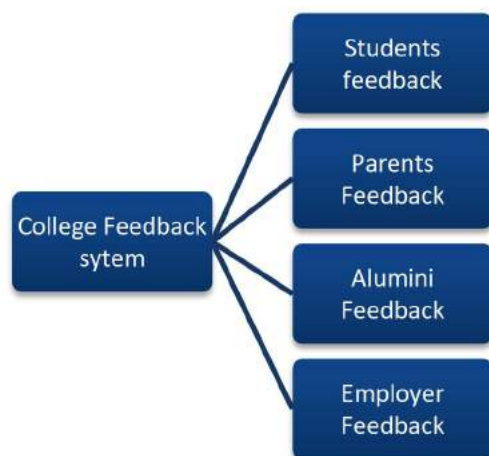 Students
feedback
Parents
Feedback
College Feedback
sytem
Alumini
Feedback
Employer
Feedback